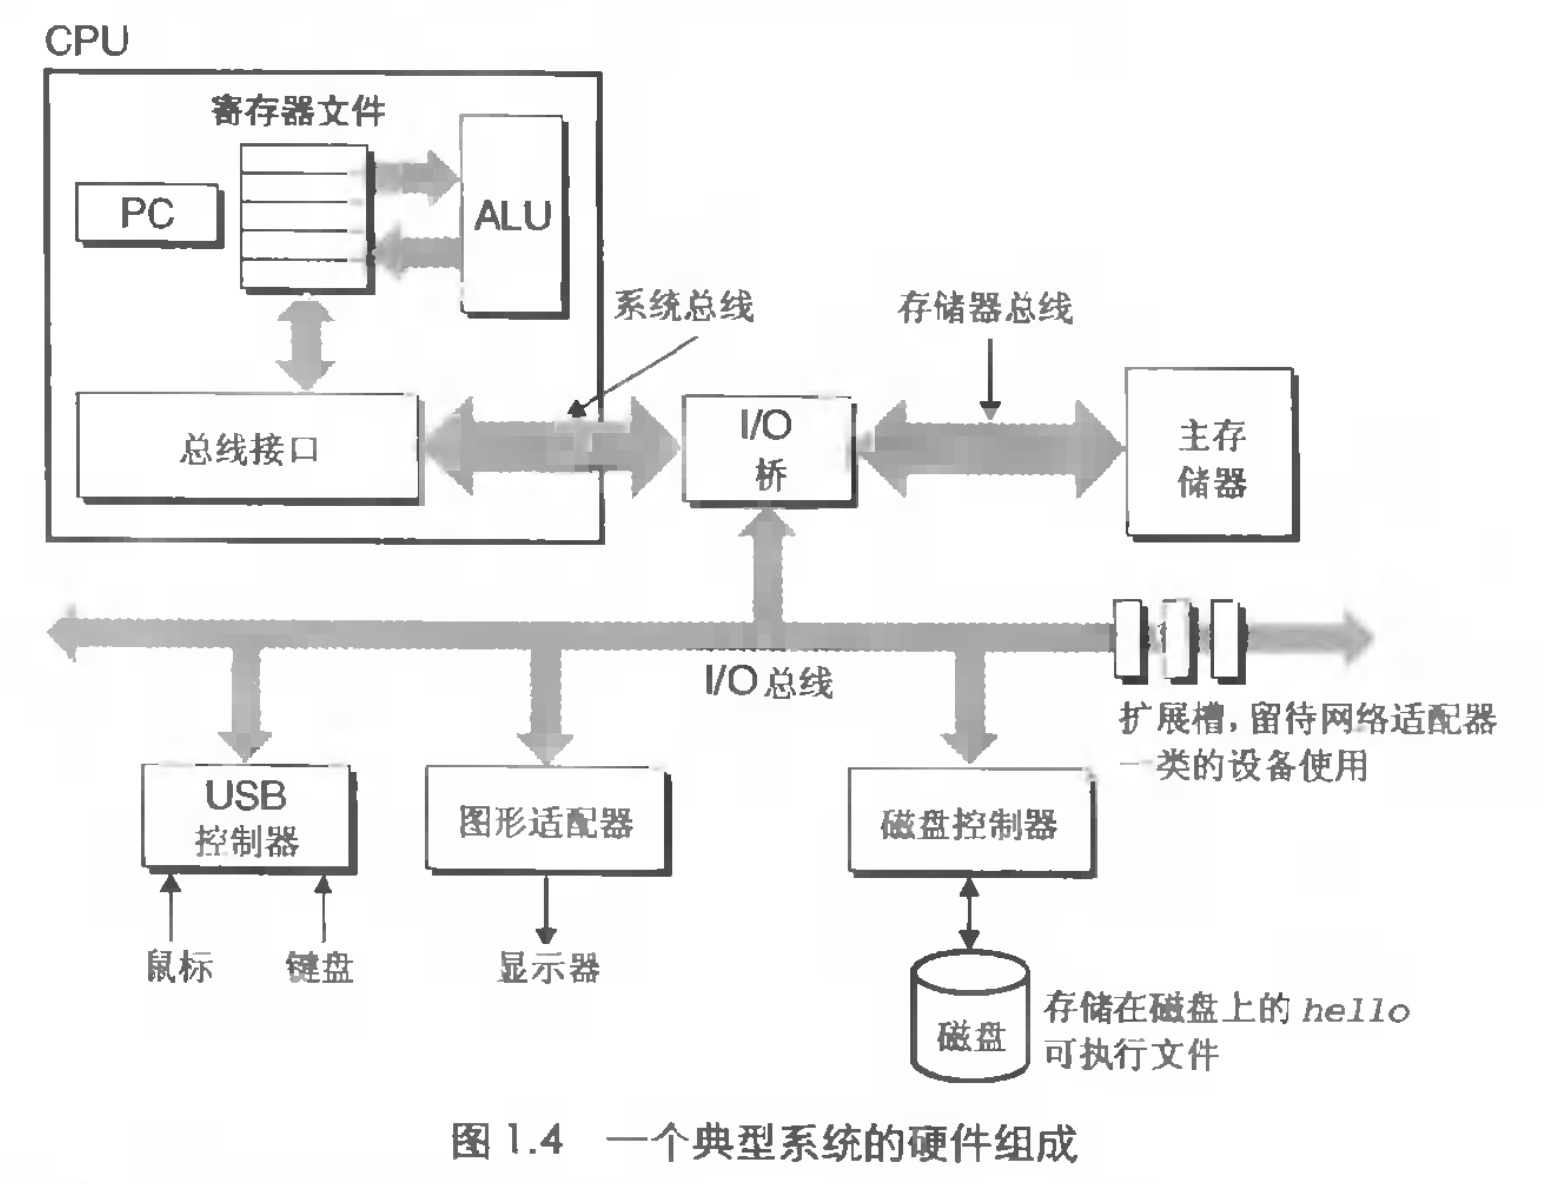 CPU
寄存器文件
PC
ALU
系统总线
存储器总线
总线接口
I/O
桥
主存
储器
I/O 总线
扩展槽，留待网络适配器
一类的设备使用
USB
控制器
图形适配器
磁盘控制器
鼠标
键盘
显示器
磁盘
存储在磁盘上的 hello
可执行文件
图 1.4 一个典型系统的硬件组成